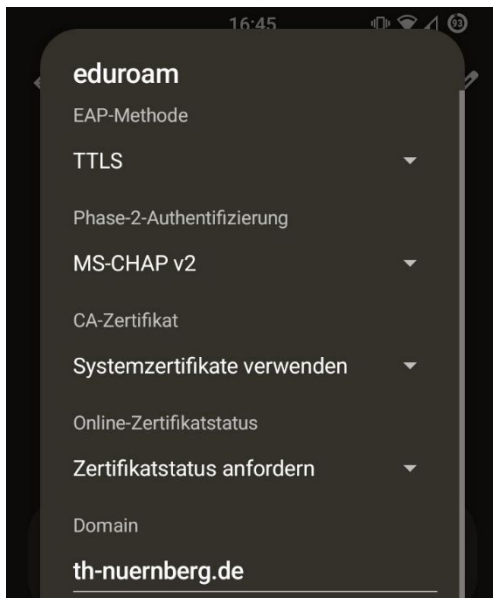 16:45
93
eduroam
EAP-Methode
TTLS
Phase-2-Authentifizierung
MS-CHAP v2
CA-Zertifikat
Systemzertifikate verwenden
Online-Zertifikatstatus
Zertifikatstatus anfordern
Domain
th-nuernberg.de